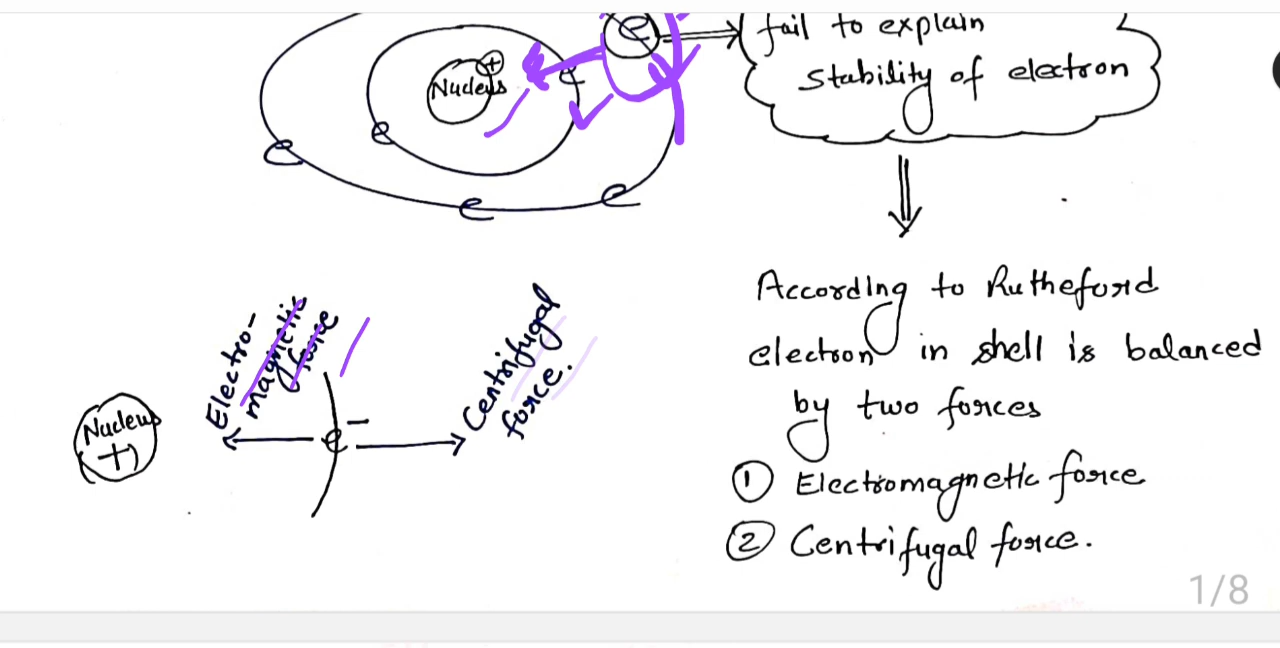 fail to explain
stability of electron
Nucleus
+
e
e
e
e
e
e
According to Rutheford
electron in shell is balanced
by two forces
① Electromagnetic force
② Centrifugal force.
Electro-
magnetic
force
Centrifugal
force.
Nucleus
(+)
e-
1/8